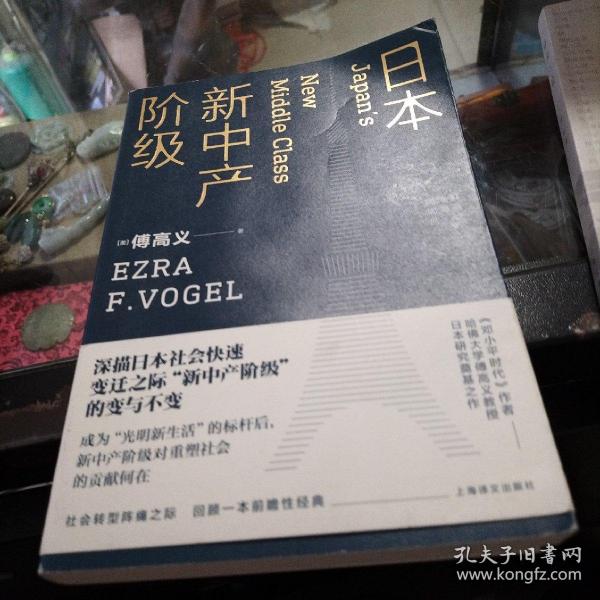 日本
Japan's
新中产
New
Middle Class
阶级
[美] 傅高义 —— 著
EZRA
F. VOGEL
深描日本社会快速
变迁之际“新中产阶级”
的变与不变
成为“光明新生活”的标杆后,
新中产阶级对重塑社会
的贡献何在
社会转型阵痛之际 回顾一本前瞻性经典
《邓小平时代》作者——
哈佛大学傅高义教授
日本研究奠基之作
上海译文出版社
孔夫子旧书网
www.kongfz.com